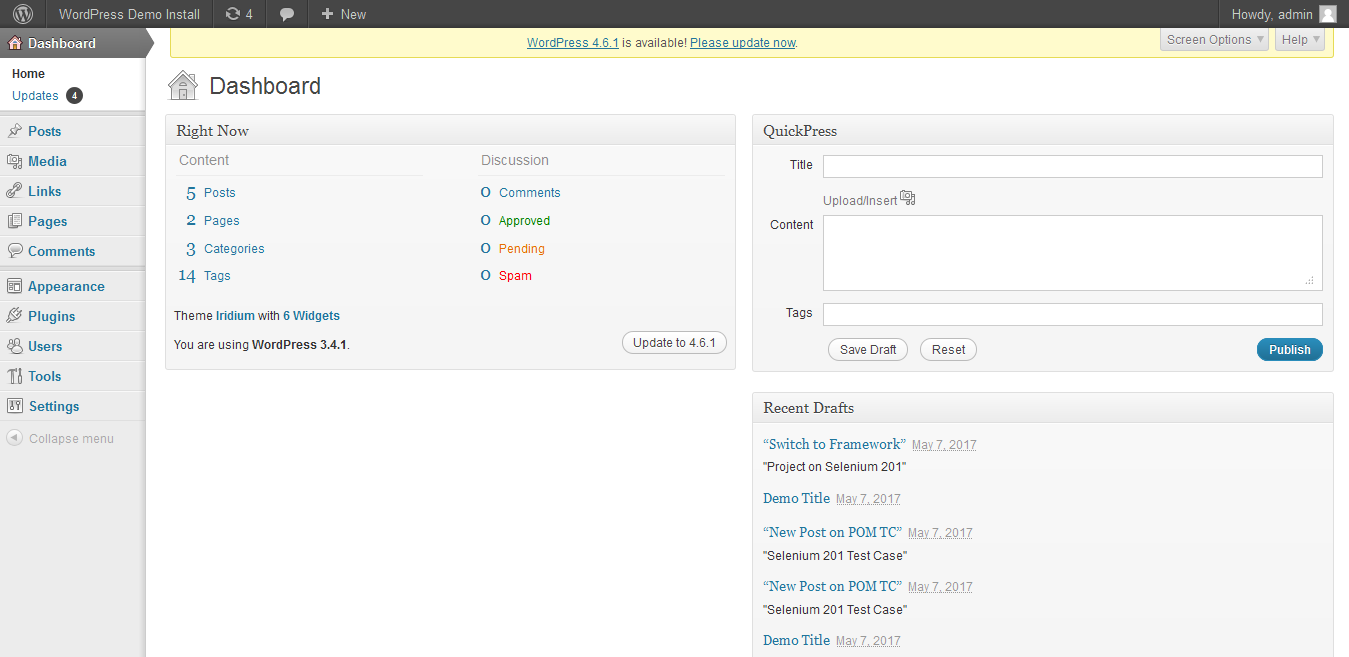 WordPress Demo Install 4 + New Howdy, admin
WordPress 4.6.1 is available! Please update now.
Screen Options Help
Dashboard
Home
Updates 4
Posts
Media
Links
Pages
Comments
Appearance
Plugins
Users
Tools
Settings
Collapse menu
Dashboard
Right Now
Content
5 Posts
2 Pages
3 Categories
14 Tags
Discussion
0 Comments
0 Approved
0 Pending
0 Spam
Theme Iridium with 6 Widgets
You are using WordPress 3.4.1.
Update to 4.6.1
QuickPress
Title
Upload/Insert
Content
Tags
Save Draft Reset Publish
Recent Drafts
“Switch to Framework” May 7, 2017
"Project on Selenium 201"
Demo Title May 7, 2017
“New Post on POM TC” May 7, 2017
"Selenium 201 Test Case"
“New Post on POM TC” May 7, 2017
"Selenium 201 Test Case"
Demo Title May 7, 2017